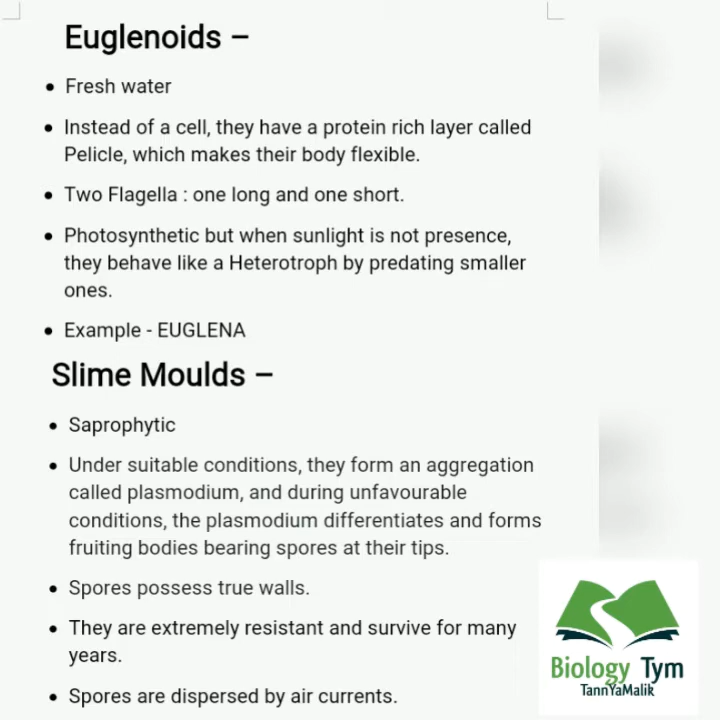 Euglenoids –
• Fresh water
• Instead of a cell, they have a protein rich layer called
Pelicle, which makes their body flexible.
• Two Flagella : one long and one short.
• Photosynthetic but when sunlight is not presence,
they behave like a Heterotroph by predating smaller
ones.
• Example - EUGLENA
Slime Moulds –
• Saprophytic
• Under suitable conditions, they form an aggregation
called plasmodium, and during unfavourable
conditions, the plasmodium differentiates and forms
fruiting bodies bearing spores at their tips.
• Spores possess true walls.
• They are extremely resistant and survive for many
years.
• Spores are dispersed by air currents.
Biology Tym
TannYaMalik